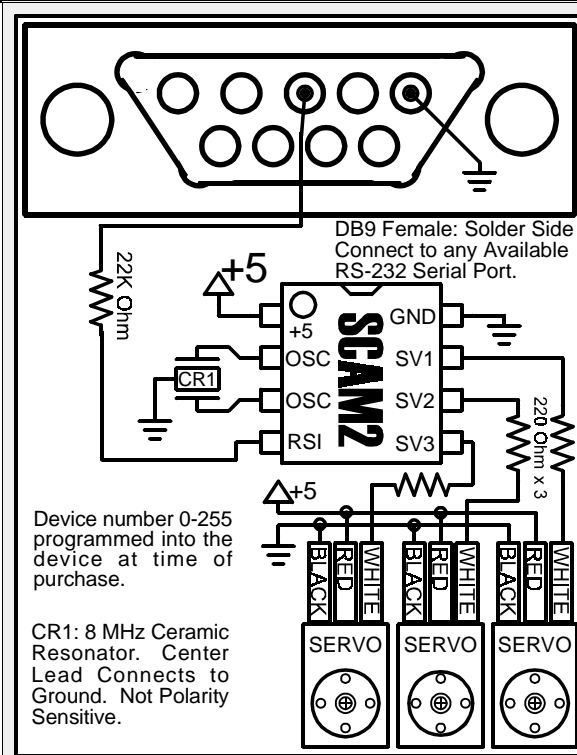 DB9 Female: Solder Side
Connect to any Available
RS-232 Serial Port.
22K Ohm
+5
+5
GND
OSC
SV1
CR1
OSC
SV2
RSI
SV3
SCAM2
220 Ohm x 3
+5
Device number 0-255
programmed into the
device at time of
purchase.
CR1: 8 MHz Ceramic
Resonator. Center
Lead Connects to
Ground. Not Polarity
Sensitive.
BLACK
RED
WHITE
BLACK
RED
WHITE
BLACK
RED
WHITE
SERVO
SERVO
SERVO